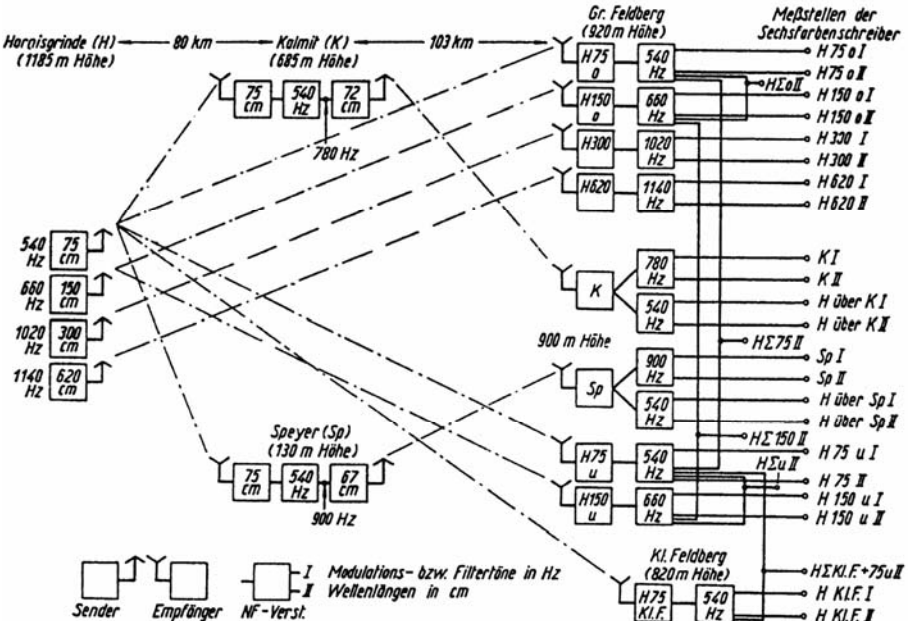 Hornisgrinde (H)
(1185 m Höhe)
80 km
Kalmit (K)
(685 m Höhe)
103 km
Gr. Feldberg
(920 m Höhe)
Meßstellen der
Sechsfarbenschreiber
75
cm
540
Hz
72
cm
780 Hz
H75
o
540
Hz
H 75 o I
H 75 o II
HΣo II
H150
o
660
Hz
H 150 o I
H 150 o II
H300
1020
Hz
H 300 I
H 300 II
H620
1140
Hz
H 620 I
H 620 II
540
Hz
75
cm
660
Hz
150
cm
1020
Hz
300
cm
1140
Hz
620
cm
K
780
Hz
540
Hz
K I
K II
H über K I
H über K II
HΣ75 II
900 m Höhe
Sp
900
Hz
540
Hz
Sp I
Sp II
H über Sp I
H über Sp II
HΣ150 II
Speyer (Sp)
(130 m Höhe)
75
cm
540
Hz
67
cm
900 Hz
H75
u
540
Hz
H 75 u I
HΣu II
H 75 II
H150
u
660
Hz
H 150 u I
H 150 u II
Kl. Feldberg
(820 m Höhe)
H75
Kl.F.
540
Hz
HΣKl.F.+75u II
H Kl.F. I
H Kl.F. II
Sender
Empfänger
NF-Verst.
I
II
Modulations- bzw. Filtertöne in Hz
Wellenlängen in cm